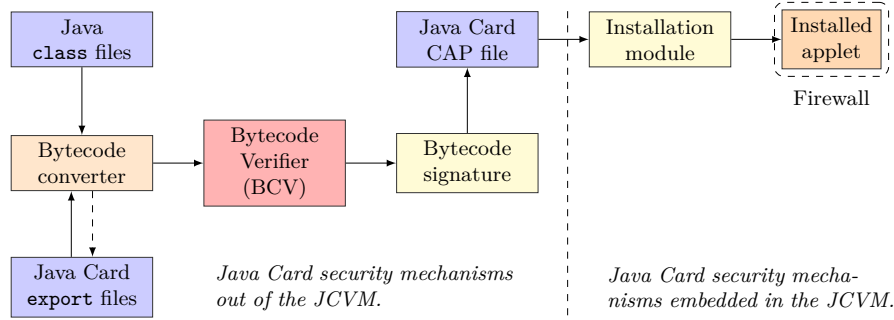 Java
class files
Java Card
CAP file
Installation
module
Installed
applet
Firewall
Bytecode
converter
Bytecode
Verifier
(BCV)
Bytecode
signature
Java Card
export files
Java Card security mechanisms
out of the JCVM.
Java Card security mecha-
nisms embedded in the JCVM.